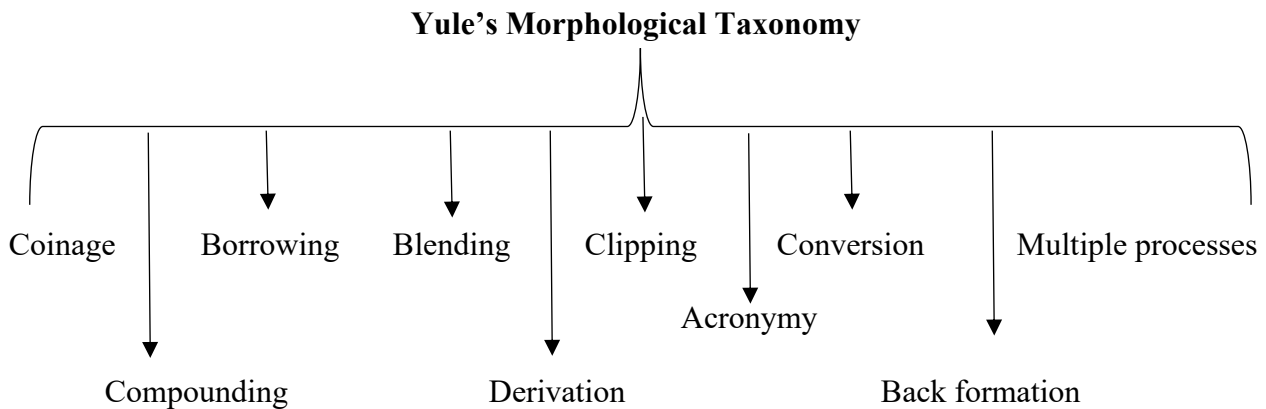 Yule’s Morphological Taxonomy
Coinage Borrowing Blending Clipping Conversion Multiple processes
Acronymy
Compounding Derivation Back formation